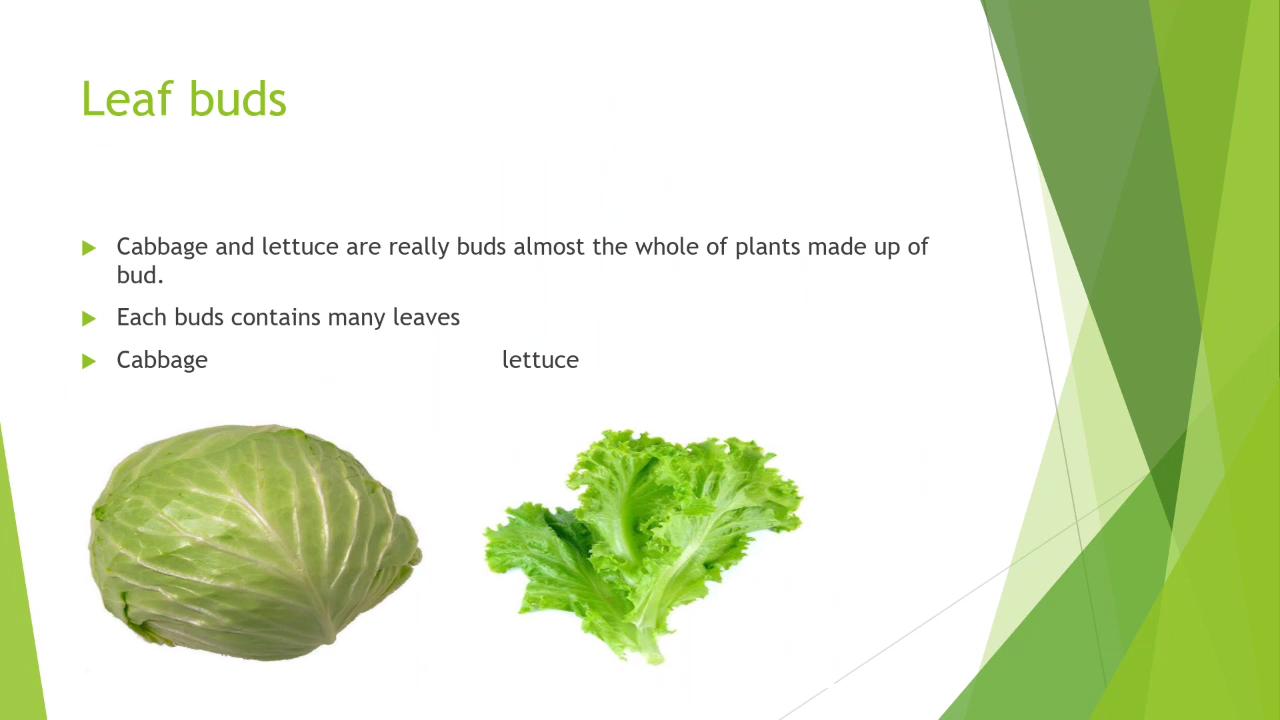 Leaf buds
Cabbage and lettuce are really buds almost the whole of plants made up of
bud.
Each buds contains many leaves
Cabbage lettuce